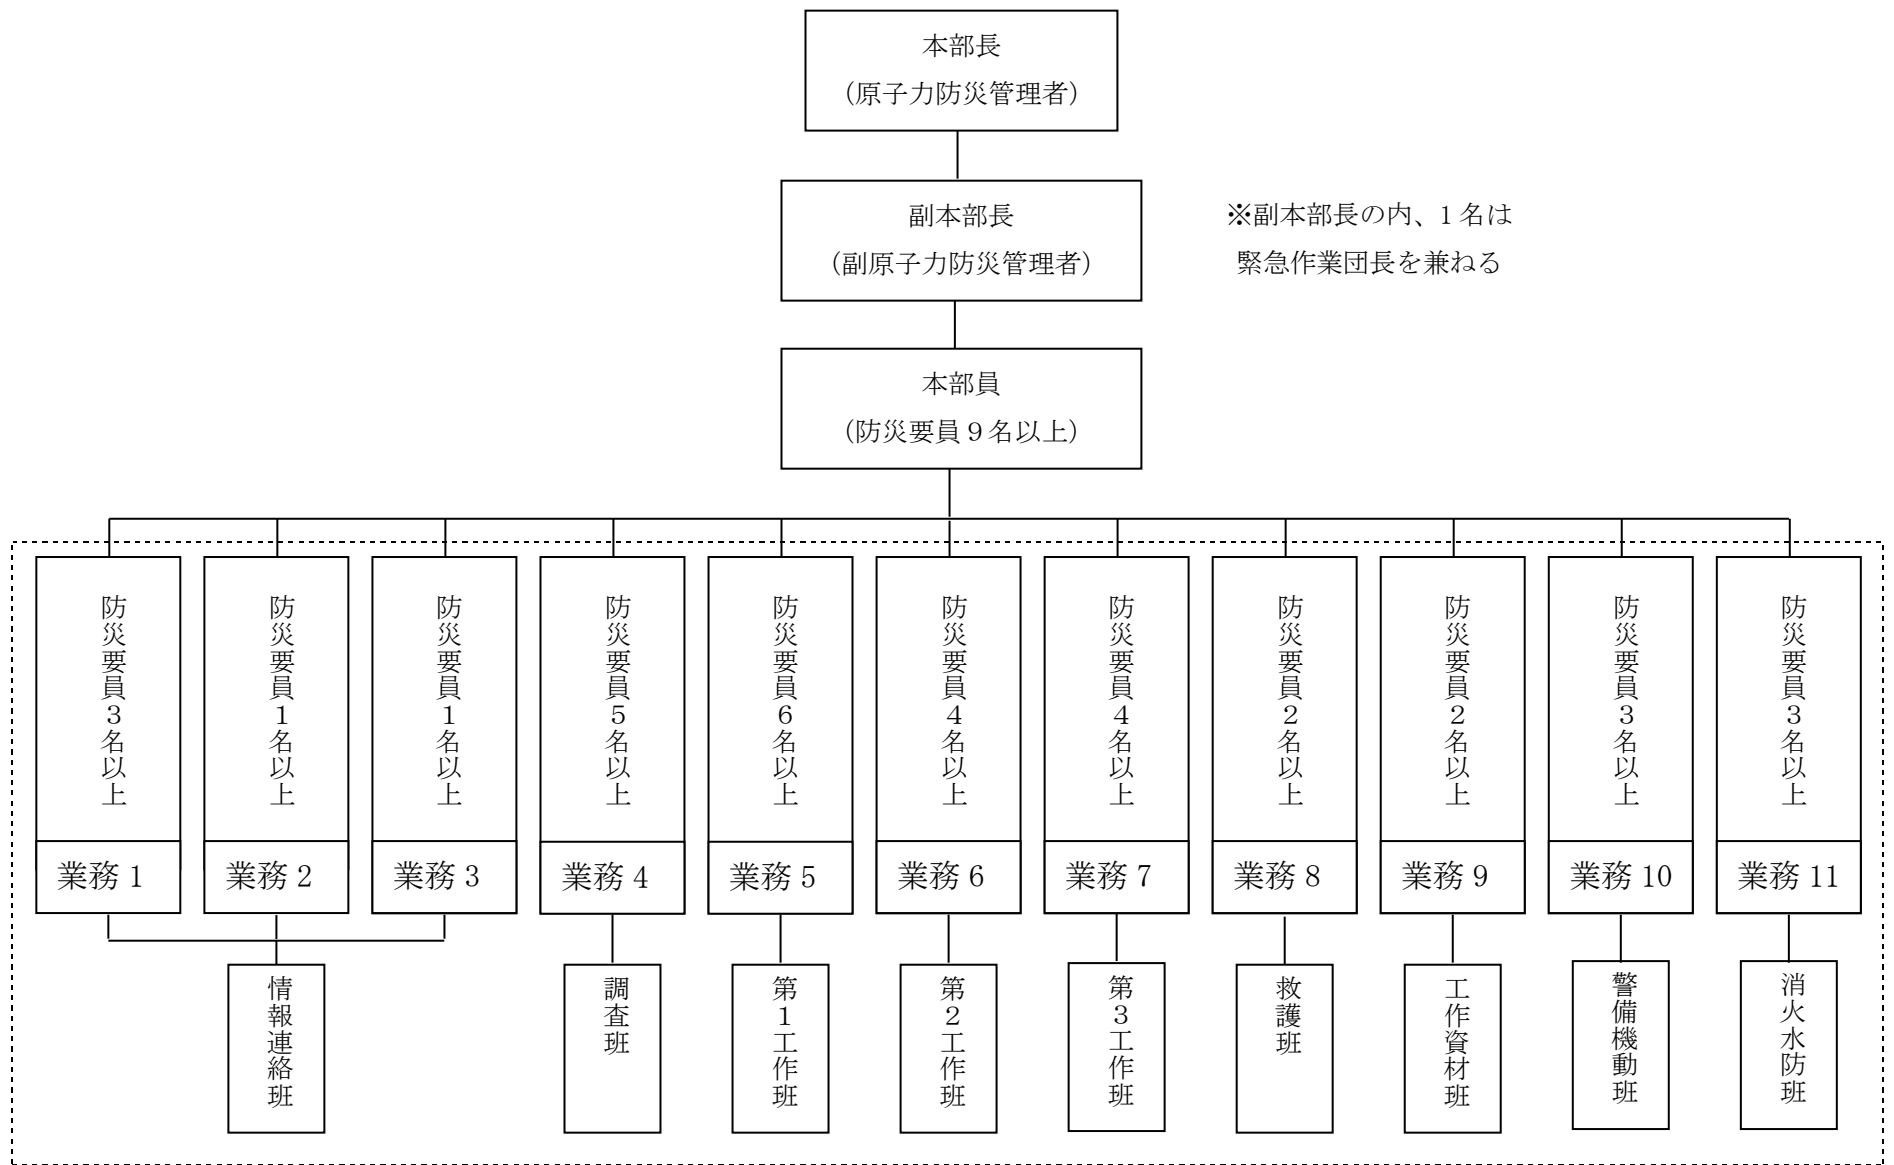 本部長
（原子力防災管理者）
副本部長
（副原子力防災管理者）
※副本部長の内、1名は
緊急作業団長を兼ねる
本部員
（防災要員９名以上）
防災要員３名以上
防災要員１名以上
防災要員１名以上
防災要員５名以上
防災要員６名以上
防災要員４名以上
防災要員４名以上
防災要員２名以上
防災要員２名以上
防災要員３名以上
防災要員３名以上
業務1
業務2
業務3
業務4
業務5
業務6
業務7
業務8
業務9
業務10
業務11
情報連絡班
調査班
第１工作班
第２工作班
第３工作班
救護班
工作資材班
警備機動班
消火水防班